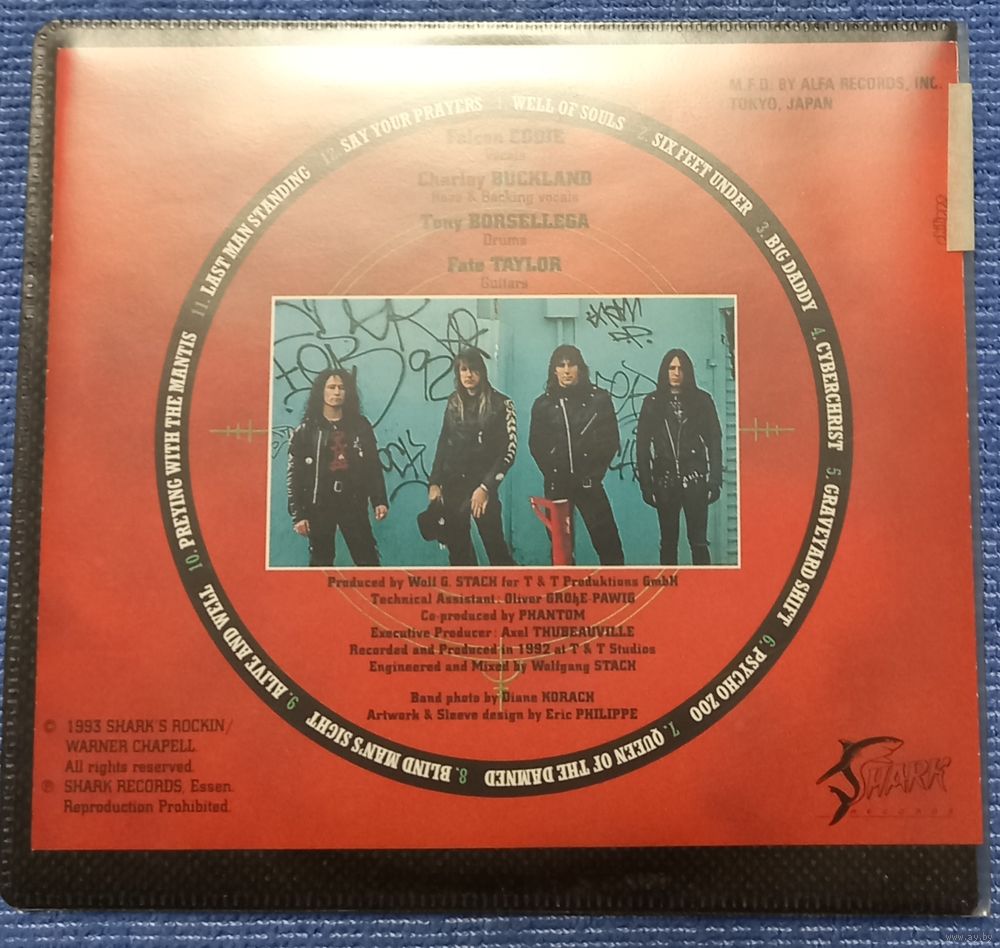 M.F.D. BY ALFA RECORDS, INC.
TOKYO, JAPAN
1. WELL OF SOULS
2. SIX FEET UNDER
3. BIG DADDY
4. CYBERCHRIST
5. GRAVEYARD SHIFT
6. PSYCHO ZOO
7. QUEEN OF THE DAMNED
8. BLIND MAN'S SIGHT
9. ALIVE AND WELL
10. PREYING WITH THE MANTIS
11. LAST MAN STANDING
12. SAY YOUR PRAYERS
Falcon EDDIE
vocals
Charley BUCKLAND
Bass & Backing vocals
Tony BORSELLEGA
Drums
Fate TAYLOR
Guitars
92
Produced by Wolf G. STACH for T & T Produktions GmbH
Technical Assistant: Oliver GROßE-PAWIG
Co-produced by PHANTOM
Executive Producer: Axel THUBEAUVILLE
Recorded and Produced in 1992 at T & T Studios
Engineered and Mixed by Wolfgang STACH
Band photo by Diane KORACH
Artwork & Sleeve design by Eric PHILIPPE
© 1993 SHARK'S ROCKIN/
WARNER CHAPELL.
All rights reserved.
℗ SHARK RECORDS, Essen.
Reproduction Prohibited.
SHARK
RECORDS
www.ay.by